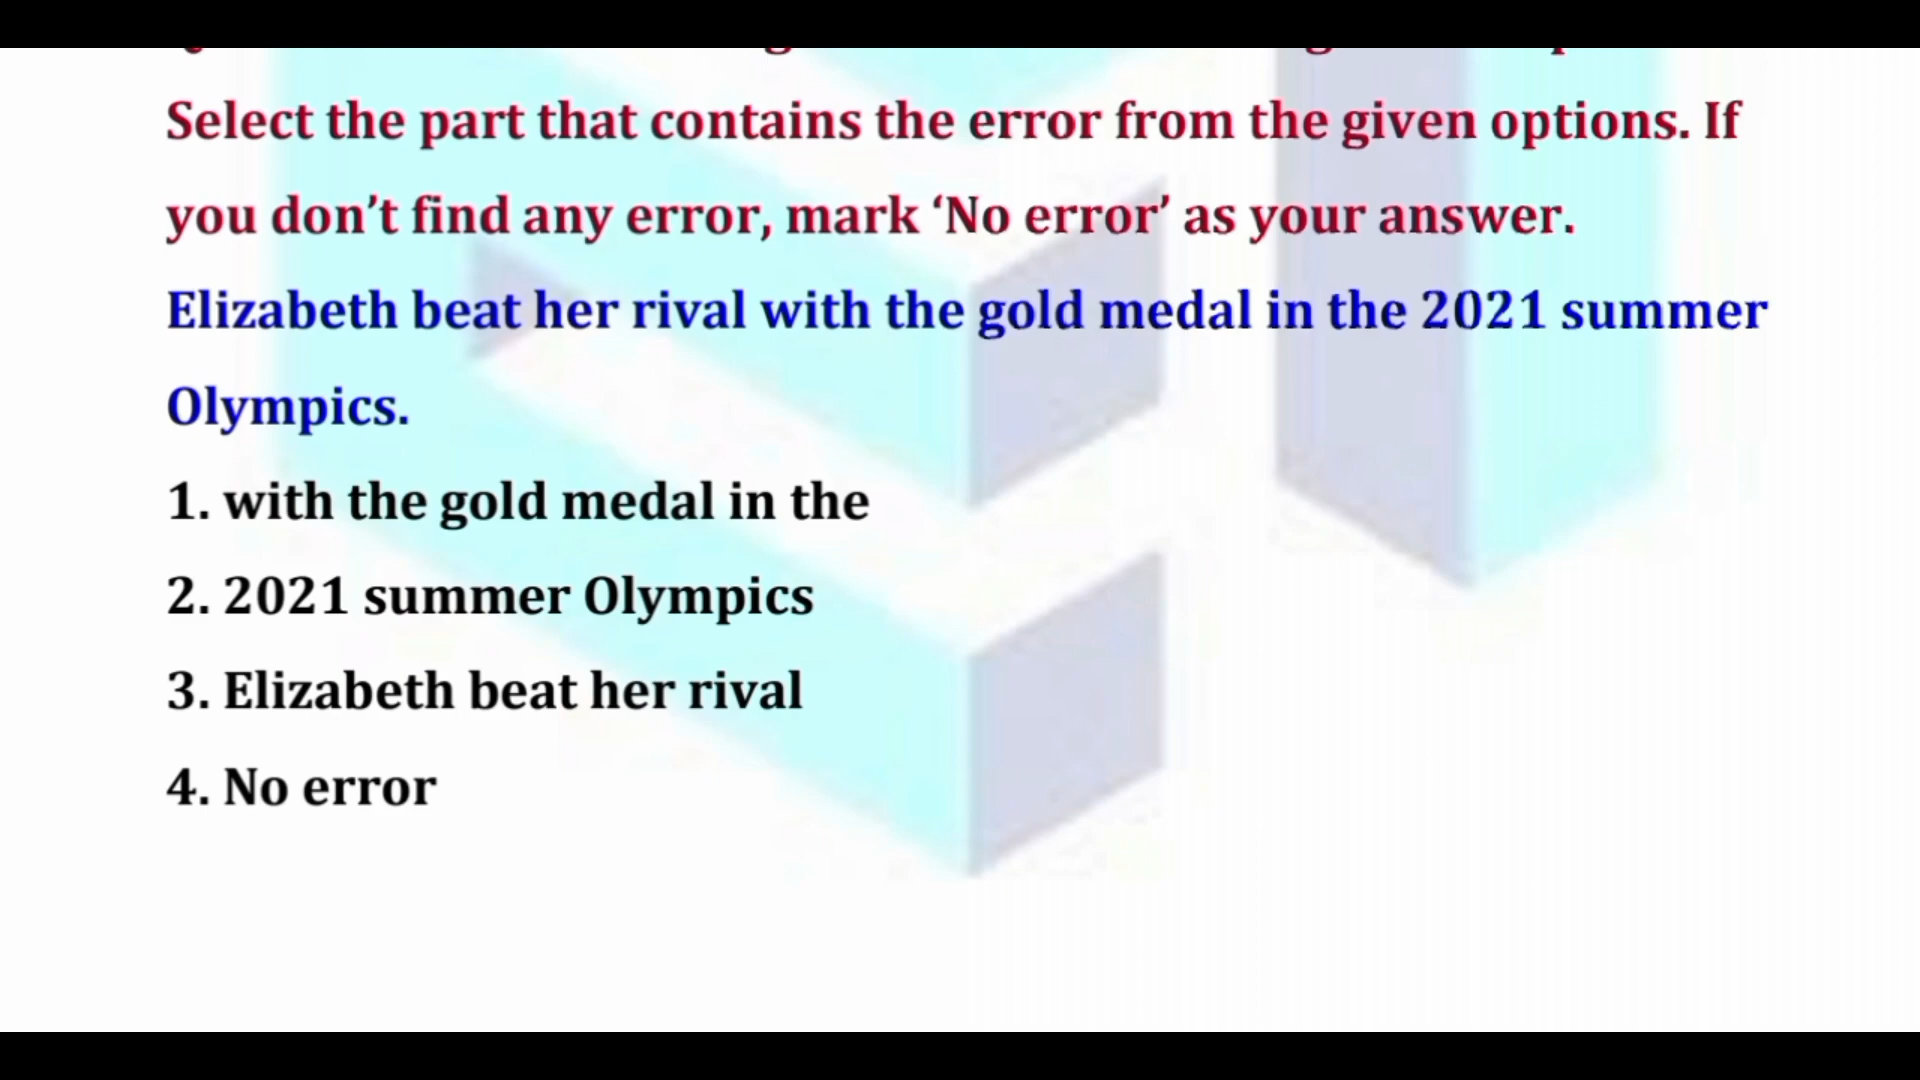 Select the part that contains the error from the given options. If
you don’t find any error, mark ‘No error’ as your answer.
Elizabeth beat her rival with the gold medal in the 2021 summer
Olympics.
1. with the gold medal in the
2. 2021 summer Olympics
3. Elizabeth beat her rival
4. No error